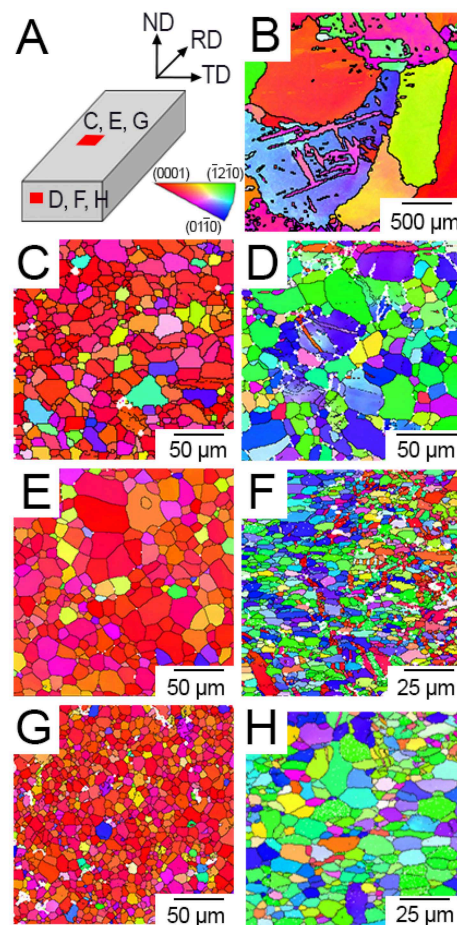 A
ND
RD
TD
C, E, G
D, F, H
(0001)
(1̄21̄0)
(011̄0)
B
500 µm
C
50 µm
D
50 µm
E
50 µm
F
25 µm
G
50 µm
H
25 µm